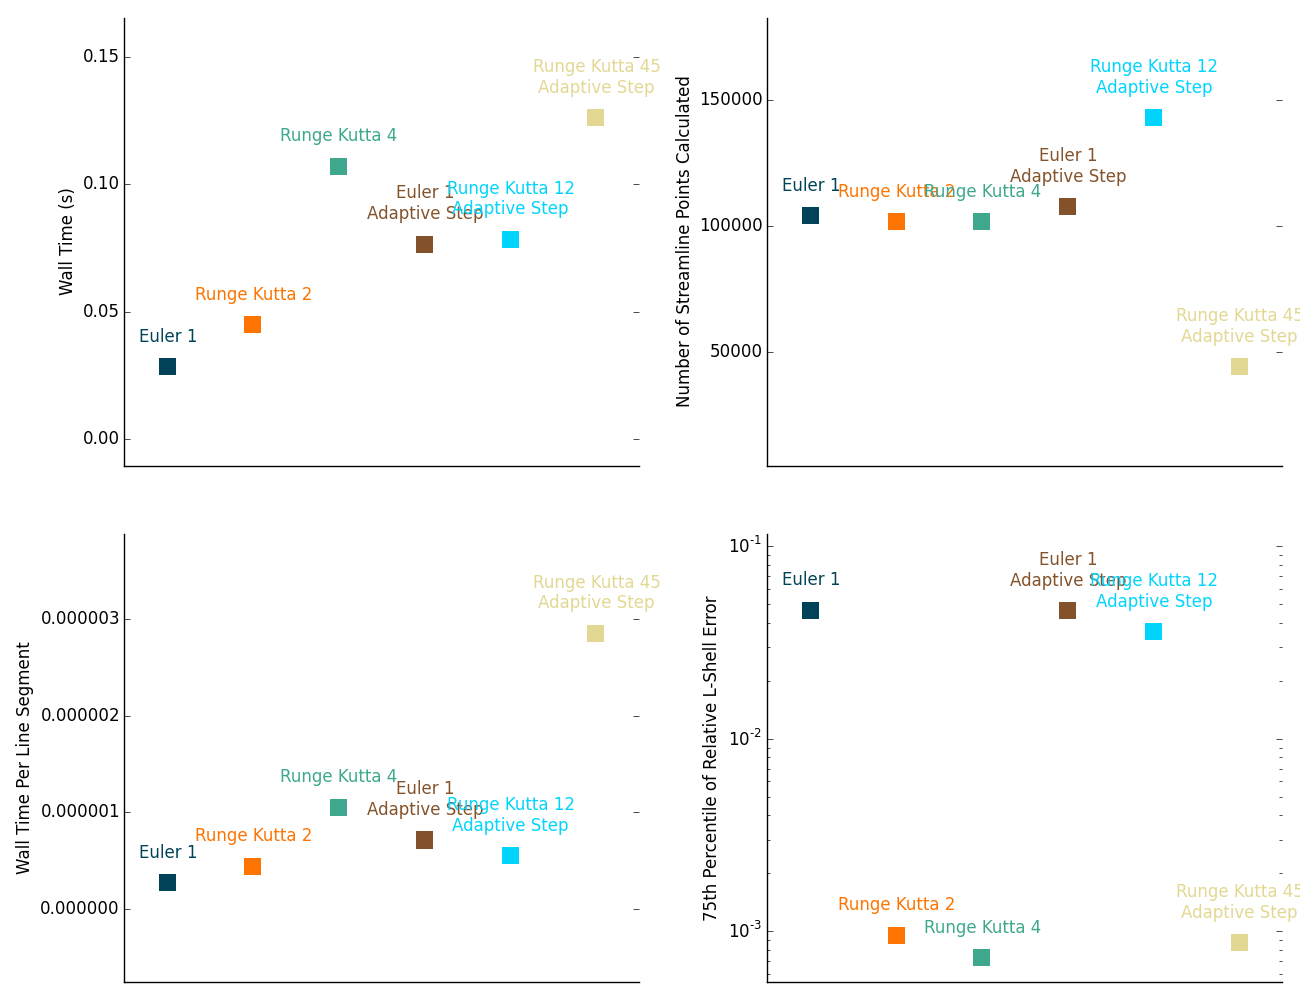 Wall Time (s)
0.15
0.10
0.05
0.00
Euler 1
Runge Kutta 2
Runge Kutta 4
Euler 1
Adaptive Step
Runge Kutta 12
Adaptive Step
Runge Kutta 45
Adaptive Step
Number of Streamline Points Calculated
150000
100000
50000
Euler 1
Runge Kutta 2
Runge Kutta 4
Euler 1
Adaptive Step
Runge Kutta 12
Adaptive Step
Runge Kutta 45
Adaptive Step
Wall Time Per Line Segment
0.000003
0.000002
0.000001
0.000000
Euler 1
Runge Kutta 2
Runge Kutta 4
Euler 1
Adaptive Step
Runge Kutta 12
Adaptive Step
Runge Kutta 45
Adaptive Step
75th Percentile of Relative L-Shell Error
10^-1
10^-2
10^-3
Euler 1
Runge Kutta 2
Runge Kutta 4
Euler 1
Adaptive Step
Runge Kutta 12
Adaptive Step
Runge Kutta 45
Adaptive Step